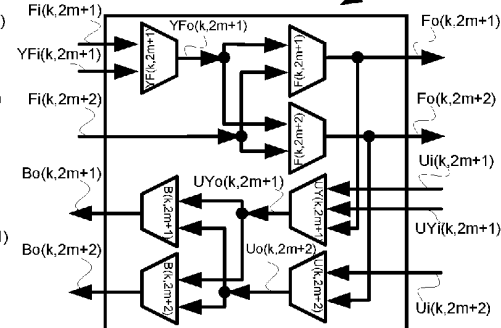 Fi(k,2m+1)
YFo(k,2m+1)
Fo(k,2m+1)
YFi(k,2m+1)
YF(k,2m+1)
F(k,2m+1)
Fi(k,2m+2)
Fo(k,2m+2)
F(k,2m+2)
Ui(k,2m+1)
Bo(k,2m+1)
UYo(k,2m+1)
B(k,2m+1)
UY(k,2m+1)
UYi(k,2m+1)
Bo(k,2m+2)
Uo(k,2m+2)
B(k,2m+2)
U(k,2m+2)
Ui(k,2m+2)